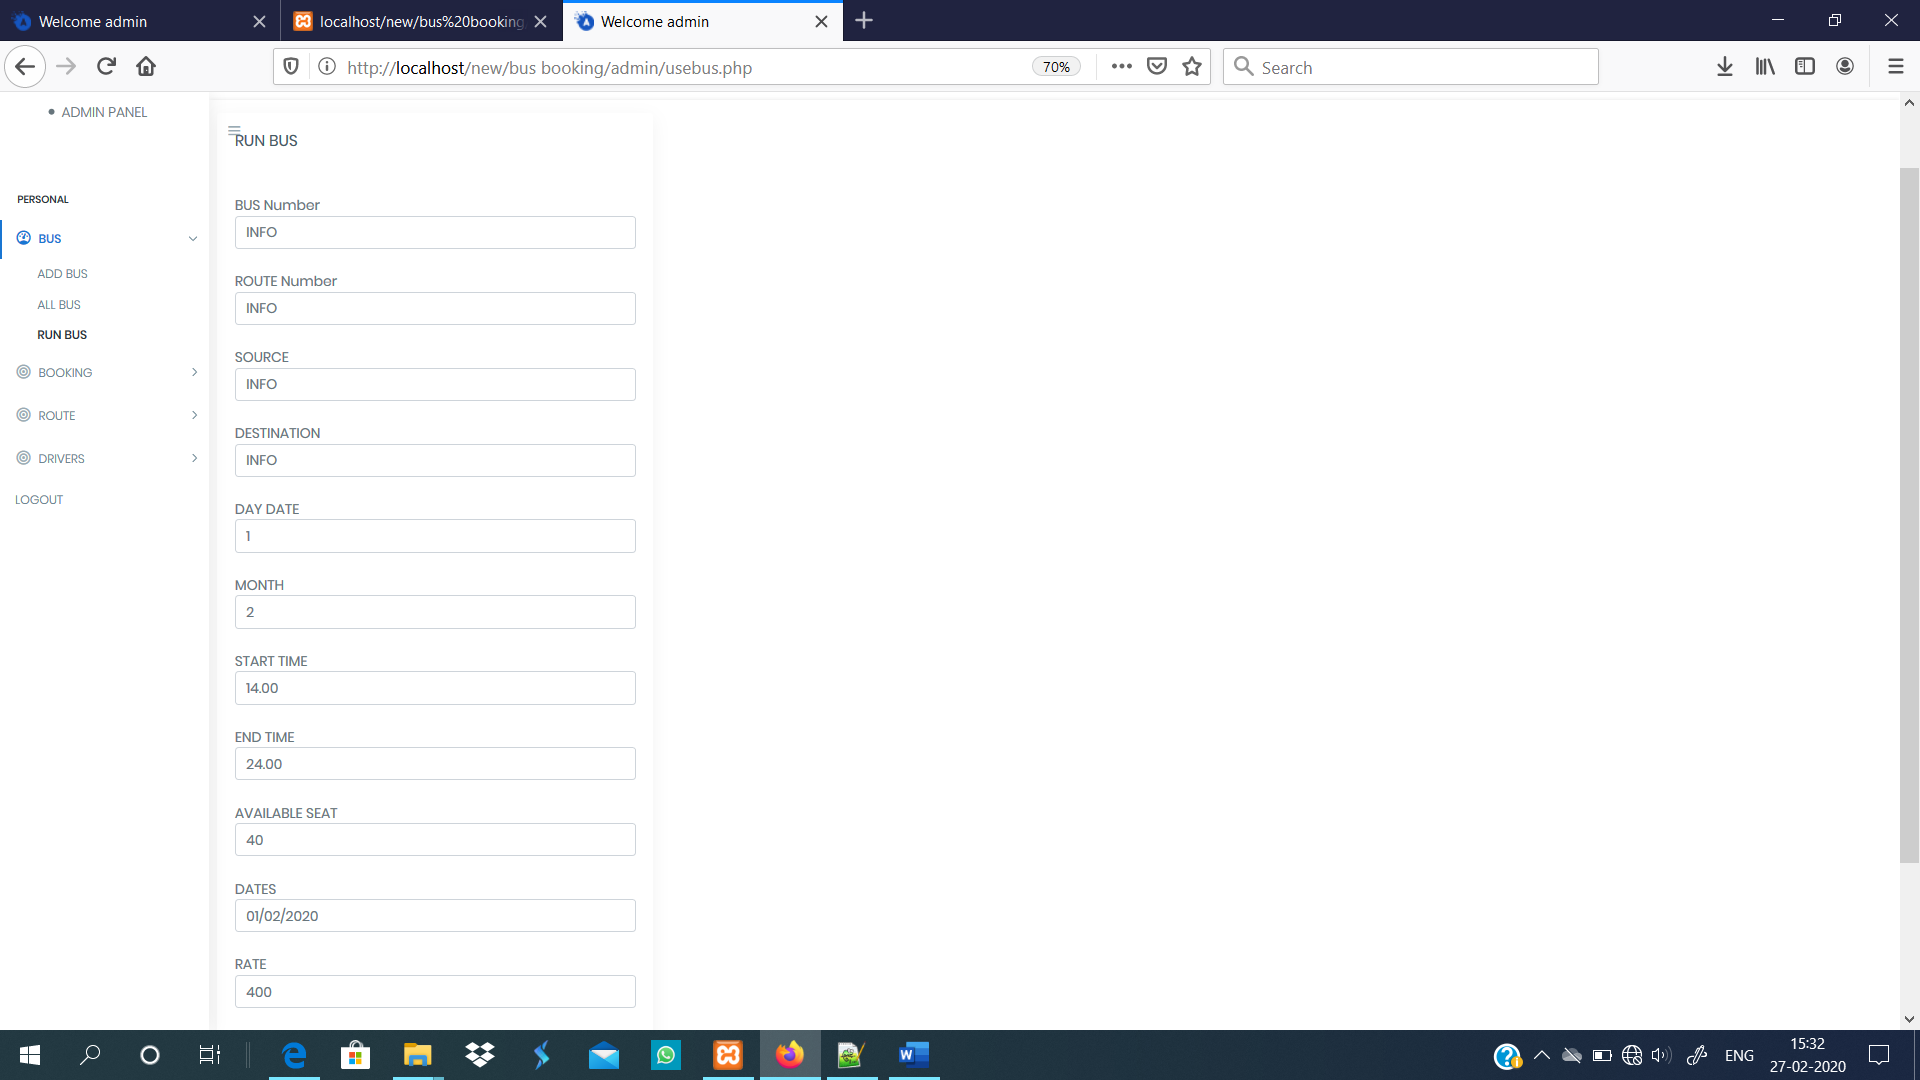 Welcome admin
localhost/new/bus%20booking
Welcome admin
http://localhost/new/bus booking/admin/usebus.php
70%
Search
ADMIN PANEL
PERSONAL
BUS
ADD BUS
ALL BUS
RUN BUS
BOOKING
ROUTE
DRIVERS
LOGOUT
RUN BUS
BUS Number
INFO
ROUTE Number
INFO
SOURCE
INFO
DESTINATION
INFO
DAY DATE
1
MONTH
2
START TIME
14.00
END TIME
24.00
AVAILABLE SEAT
40
DATES
01/02/2020
RATE
400
ENG
15:32
27-02-2020